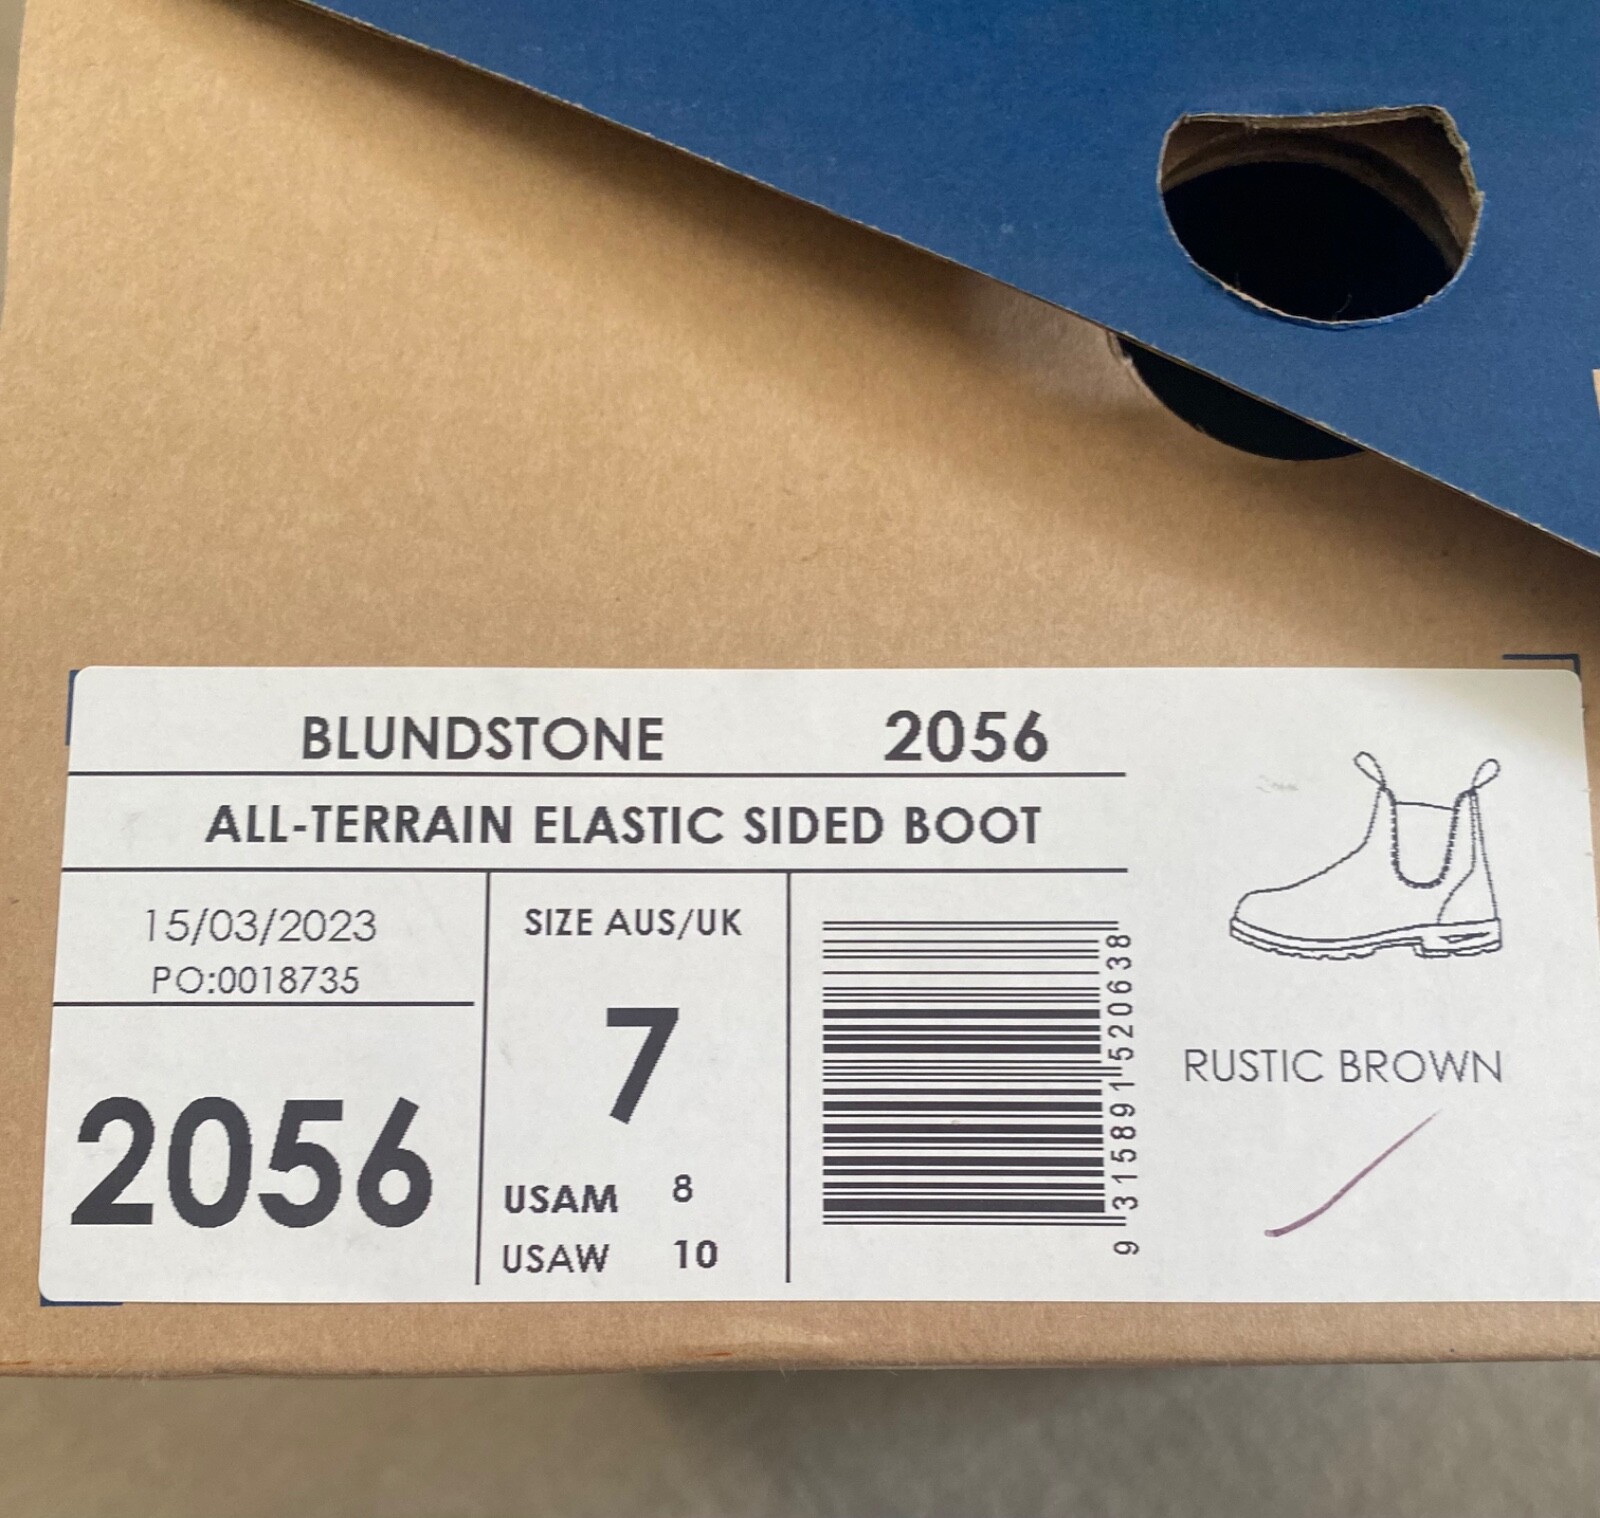 BLUNDSTONE 2056
ALL-TERRAIN ELASTIC SIDED BOOT
15/03/2023
PO:0018735
2056
SIZE AUS/UK
7
USAM 8
USAW 10
9 315891 520638
RUSTIC BROWN